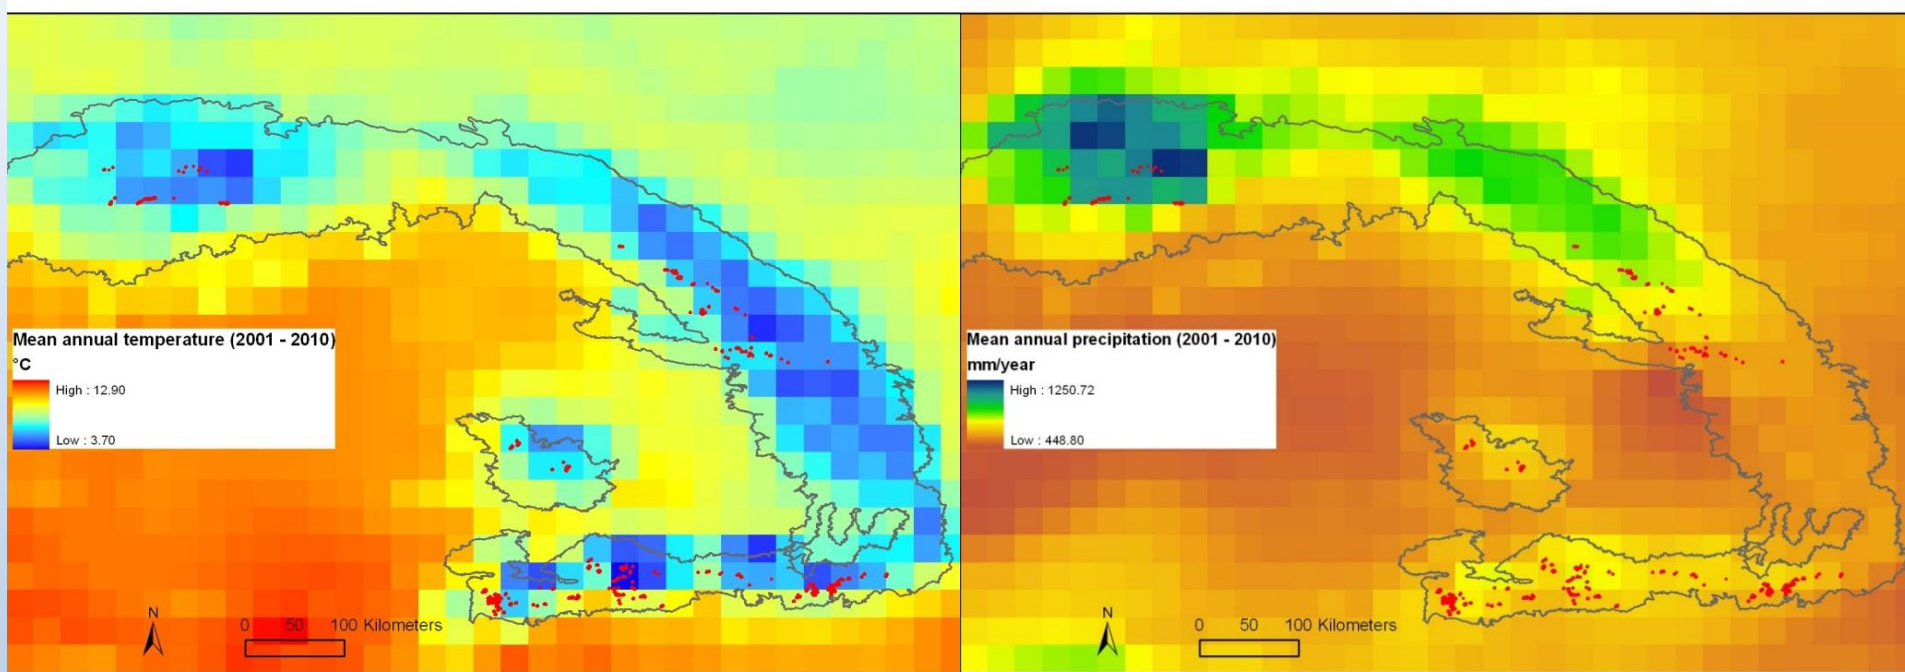 Mean annual temperature (2001 - 2010)
°C
High : 12.90
Low : 3.70
N
0 50 100 Kilometers
Mean annual precipitation (2001 - 2010)
mm/year
High : 1250.72
Low : 448.80
N
0 50 100 Kilometers